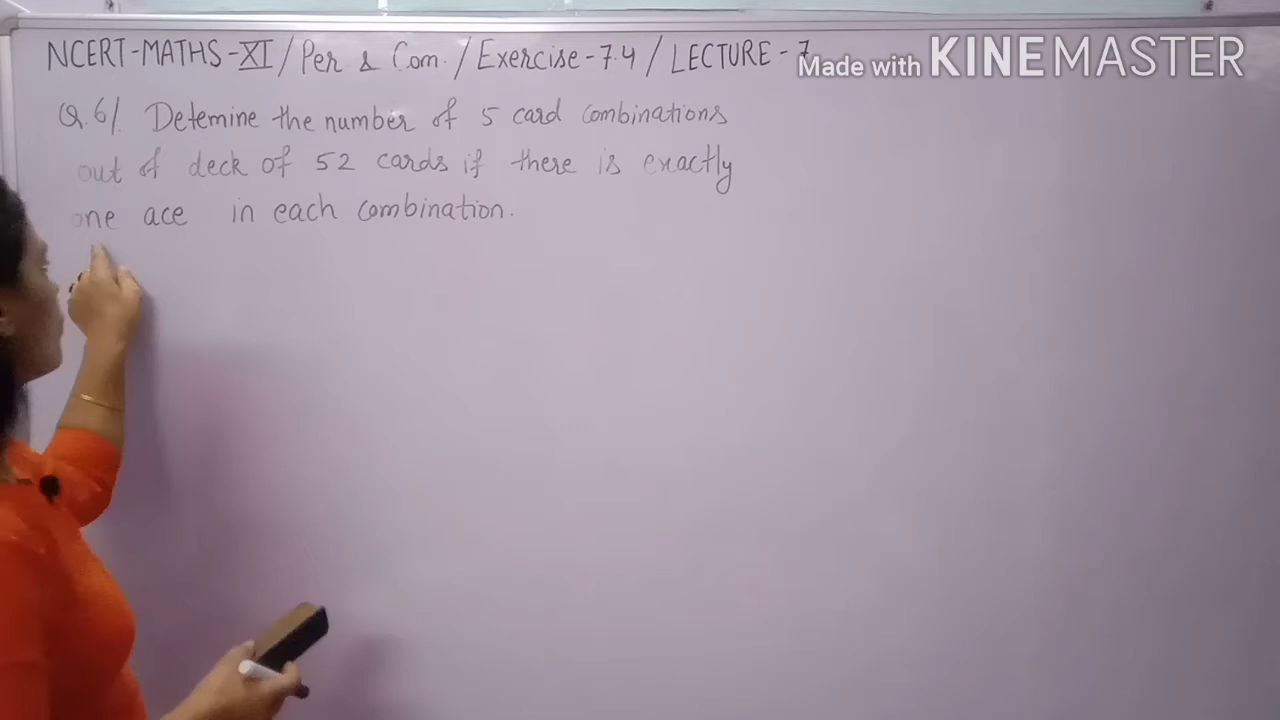 NCERT-MATHS-XI / Per & Com. / Exercise-7.4 / LECTURE - 7
Made with KINEMASTER
Q.6/. Detemine the number of 5 card combinations
out of deck of 52 cards if there is exactly
one ace in each combination.